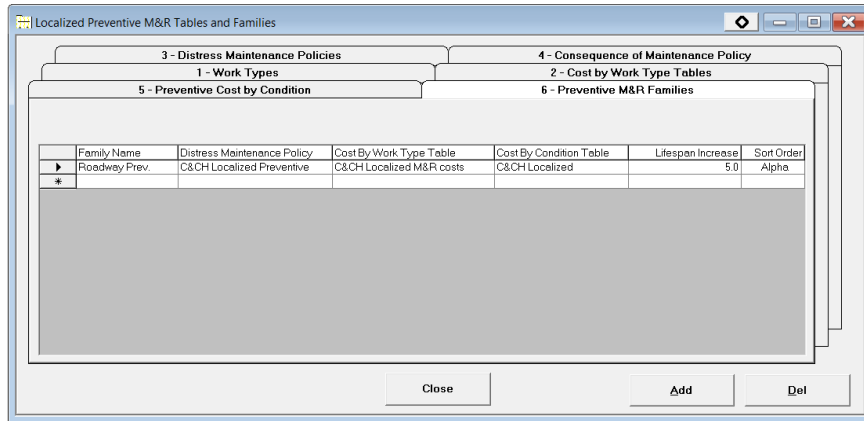 Localized Preventive M&R Tables and Families
3 - Distress Maintenance Policies 4 - Consequence of Maintenance Policy
1 - Work Types 2 - Cost by Work Type Tables
5 - Preventive Cost by Condition 6 - Preventive M&R Families
Family Name Distress Maintenance Policy Cost By Work Type Table Cost By Condition Table Lifespan Increase Sort Order
Roadway Prev. C&CH Localized Preventive C&CH Localized M&R costs C&CH Localized 5.0 Alpha
Close Add Del